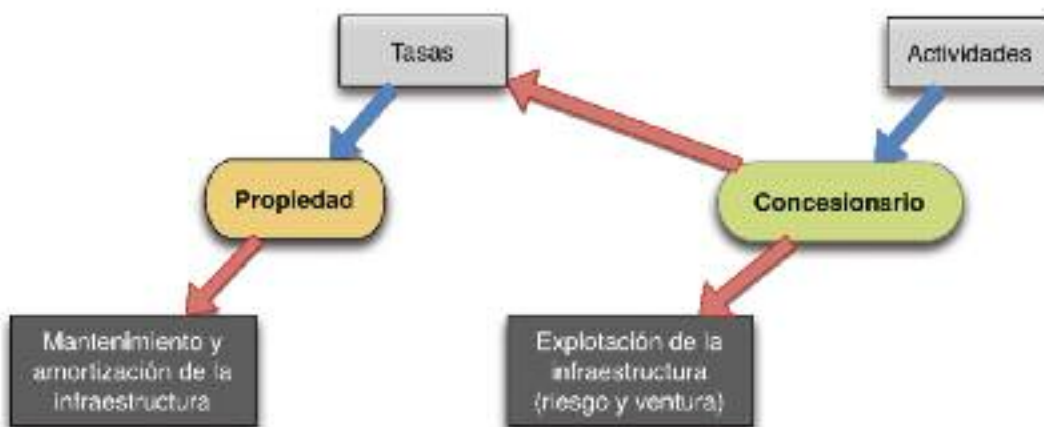 Tasas
Actividades
Propiedad
Concesionario
Mantenimiento y
amortización de la
infraestructura
Explotación de la
infraestructura
(riesgo y ventura)